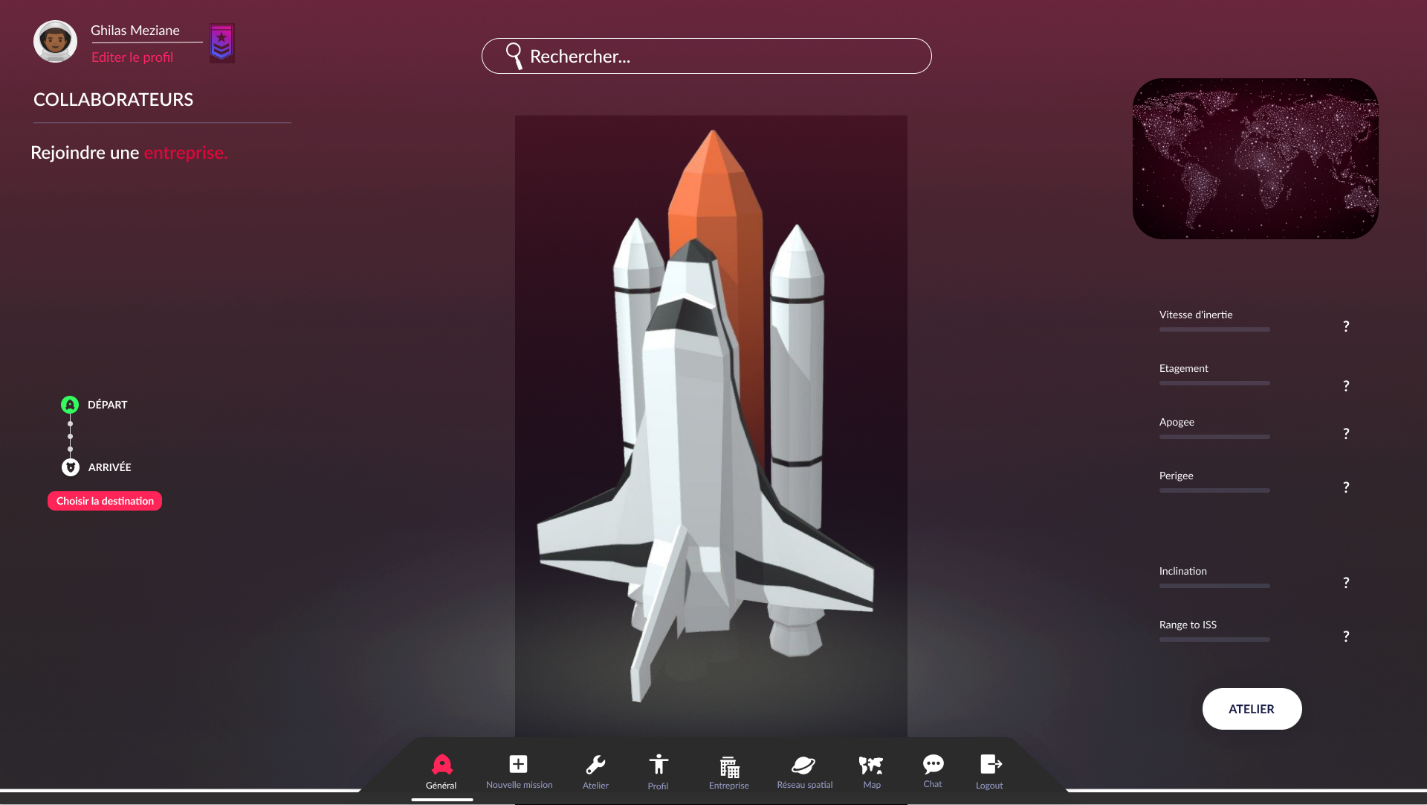 Ghilas Meziane
Editer le profil
Rechercher...
COLLABORATEURS
Rejoindre une entreprise.
DÉPART
ARRIVÉE
Choisir la destination
Vitesse d'inertie
?
Etagement
?
Apogee
?
Perigee
?
Inclination
?
Range to ISS
?
ATELIER
Général
Nouvelle mission
Atelier
Profil
Entreprise
Réseau spatial
Map
Chat
Logout